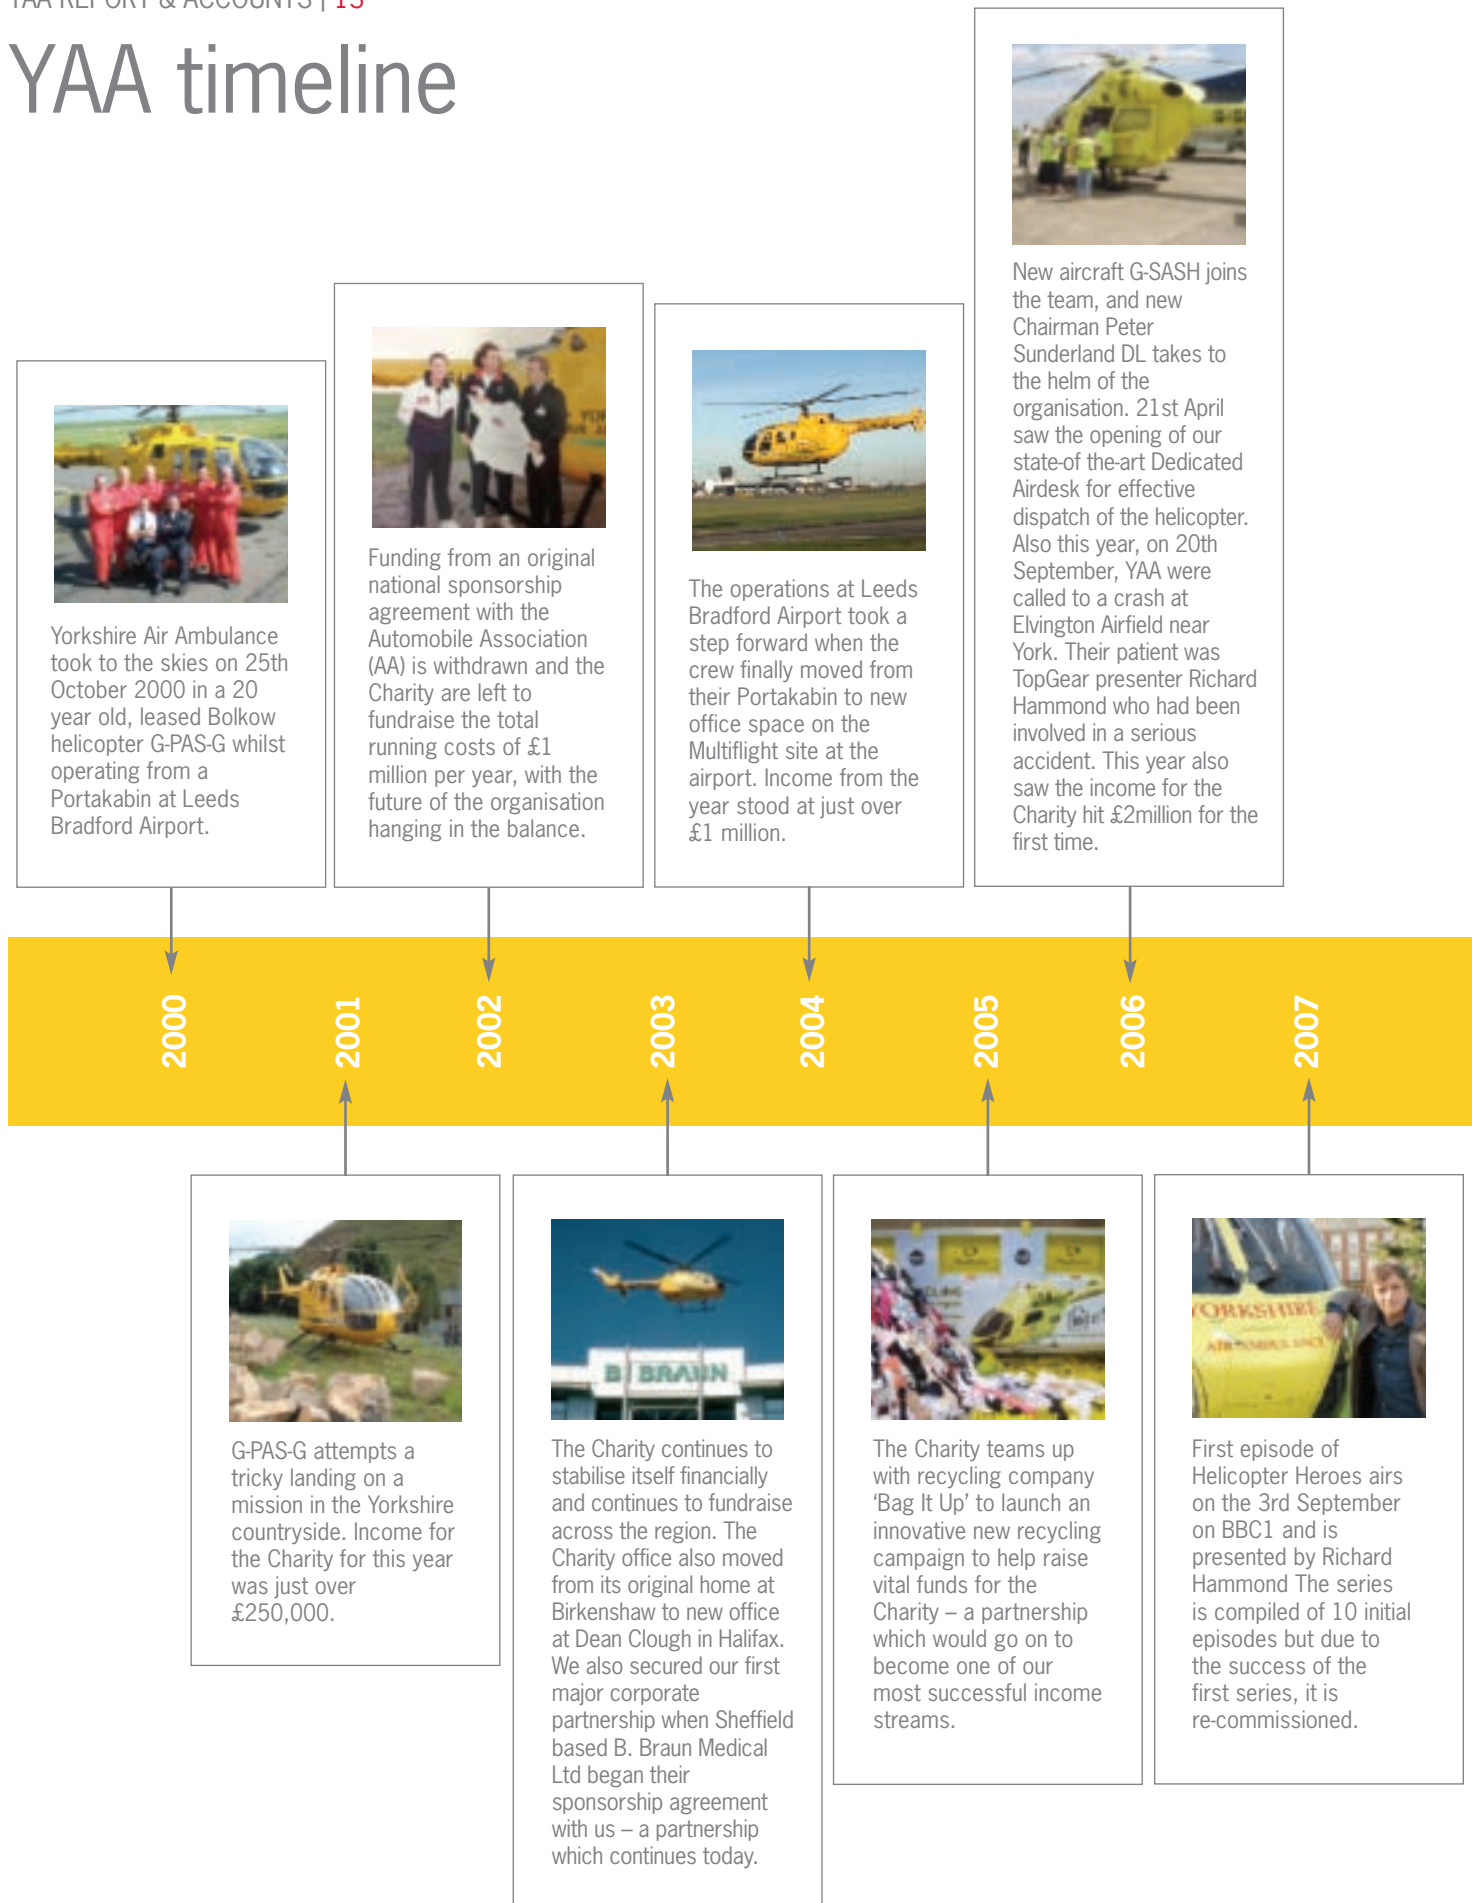 YAA REPORT & ACCOUNTS | 13
YAA timeline
Yorkshire Air Ambulance
took to the skies on 25th
October 2000 in a 20
year old, leased Bolkow
helicopter G-PAS-G whilst
operating from a
Portakabin at Leeds
Bradford Airport.
Funding from an original
national sponsorship
agreement with the
Automobile Association
(AA) is withdrawn and the
Charity are left to
fundraise the total
running costs of £1
million per year, with the
future of the organisation
hanging in the balance.
The operations at Leeds
Bradford Airport took a
step forward when the
crew finally moved from
their Portakabin to new
office space on the
Multiflight site at the
airport. Income from the
year stood at just over
£1 million.
New aircraft G-SASH joins
the team, and new
Chairman Peter
Sunderland DL takes to
the helm of the
organisation. 21st April
saw the opening of our
state-of the-art Dedicated
Airdesk for effective
dispatch of the helicopter.
Also this year, on 20th
September, YAA were
called to a crash at
Elvington Airfield near
York. Their patient was
TopGear presenter Richard
Hammond who had been
involved in a serious
accident. This year also
saw the income for the
Charity hit £2million for the
first time.
2000
2001
2002
2003
2004
2005
2006
2007
G-PAS-G attempts a
tricky landing on a
mission in the Yorkshire
countryside. Income for
the Charity for this year
was just over
£250,000.
B BRAUN
The Charity continues to
stabilise itself financially
and continues to fundraise
across the region. The
Charity office also moved
from its original home at
Birkenshaw to new office
at Dean Clough in Halifax.
We also secured our first
major corporate
partnership when Sheffield
based B. Braun Medical
Ltd began their
sponsorship agreement
with us – a partnership
which continues today.
The Charity teams up
with recycling company
‘Bag It Up’ to launch an
innovative new recycling
campaign to help raise
vital funds for the
Charity – a partnership
which would go on to
become one of our
most successful income
streams.
YORKSHIRE
AIR AMBULANCE
First episode of
Helicopter Heroes airs
on the 3rd September
on BBC1 and is
presented by Richard
Hammond The series
is compiled of 10 initial
episodes but due to
the success of the
first series, it is
re-commissioned.